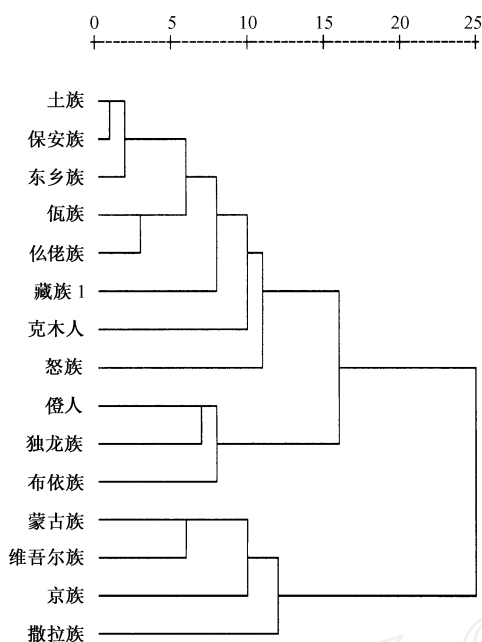 0 5 10 15 20 25
土族
保安族
东乡族
佤族
仫佬族
藏族 1
克木人
怒族
僜人
独龙族
布依族
蒙古族
维吾尔族
京族
撒拉族